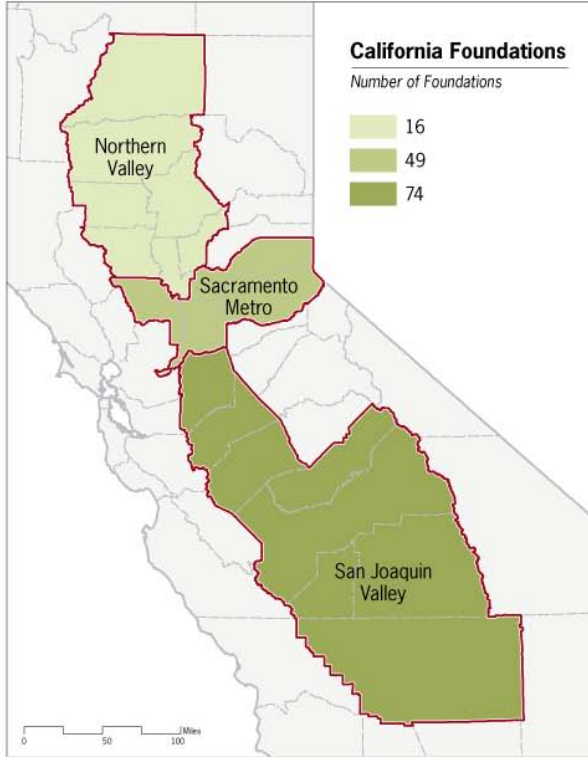 California Foundations
Number of Foundations
16
49
74
Northern
Valley
Sacramento
Metro
San Joaquin
Valley
Miles
0 50 100